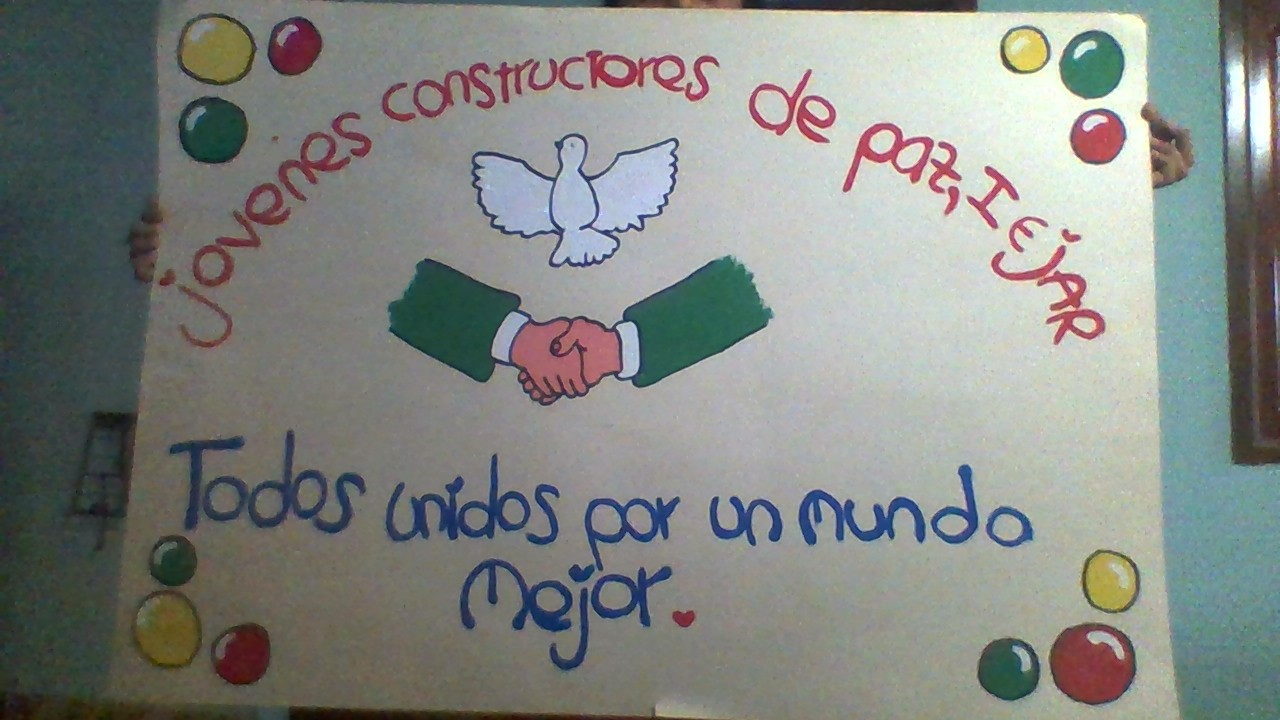 jovenes constructores de paz, IEJAR
Todos unidos por un mundo
Mejor.